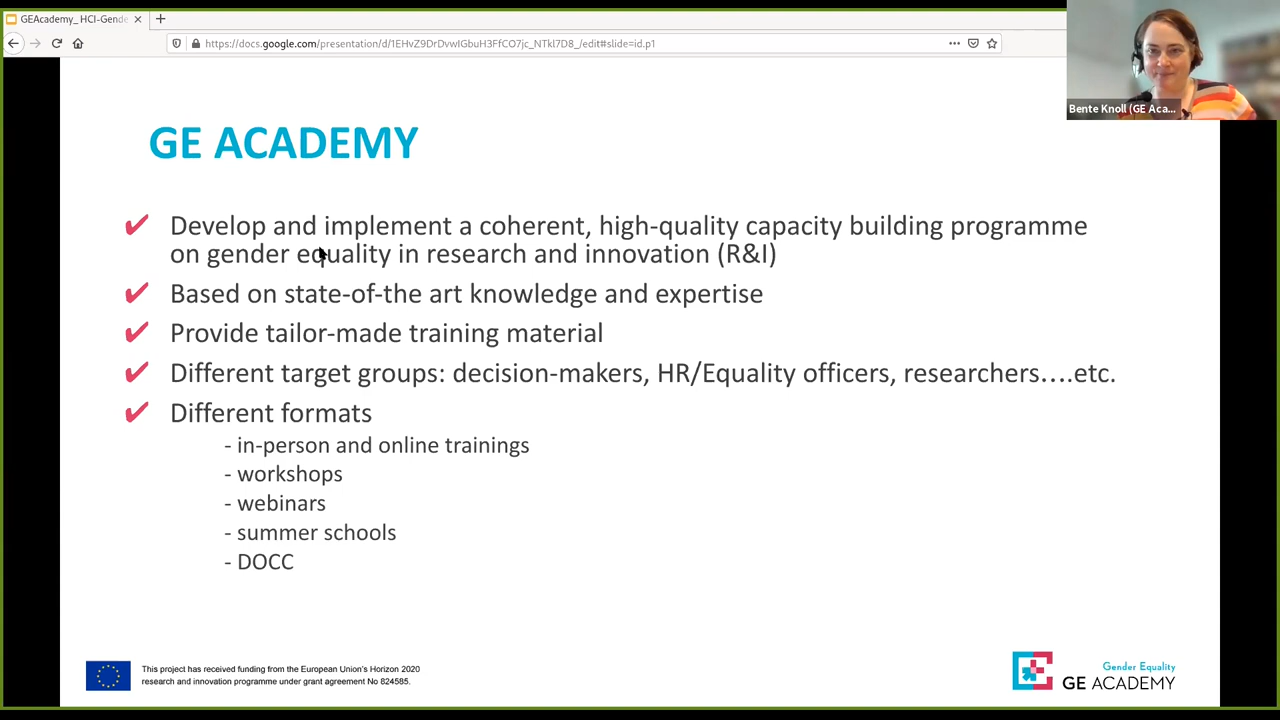 GEAcademy_ HCI-Gende
https://docs.google.com/presentation/d/1EHvZ9DrDvwIGbuH3FfCO7jc_NTkl7D8_/edit#slide=id.p1
Bente Knoll (GE Aca...
GE ACADEMY
✔ Develop and implement a coherent, high-quality capacity building programme
on gender equality in research and innovation (R&I)
✔ Based on state-of-the art knowledge and expertise
✔ Provide tailor-made training material
✔ Different target groups: decision-makers, HR/Equality officers, researchers….etc.
✔ Different formats
- in-person and online trainings
- workshops
- webinars
- summer schools
- DOCC
This project has received funding from the European Union's Horizon 2020
research and innovation programme under grant agreement No 824585.
Gender Equality
GE ACADEMY